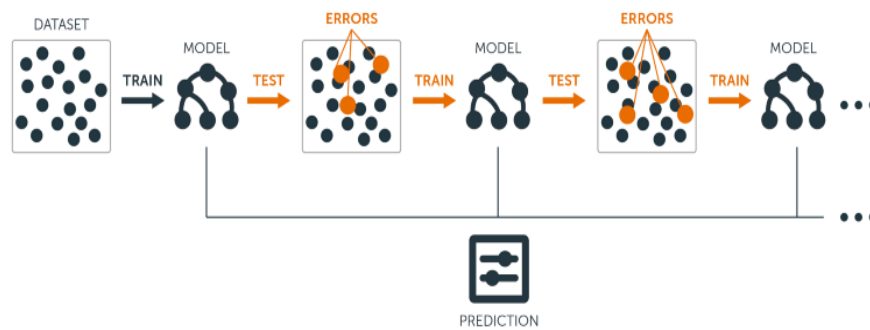 DATASET
MODEL
ERRORS
MODEL
ERRORS
MODEL
TRAIN
TEST
TRAIN
TEST
TRAIN
PREDICTION